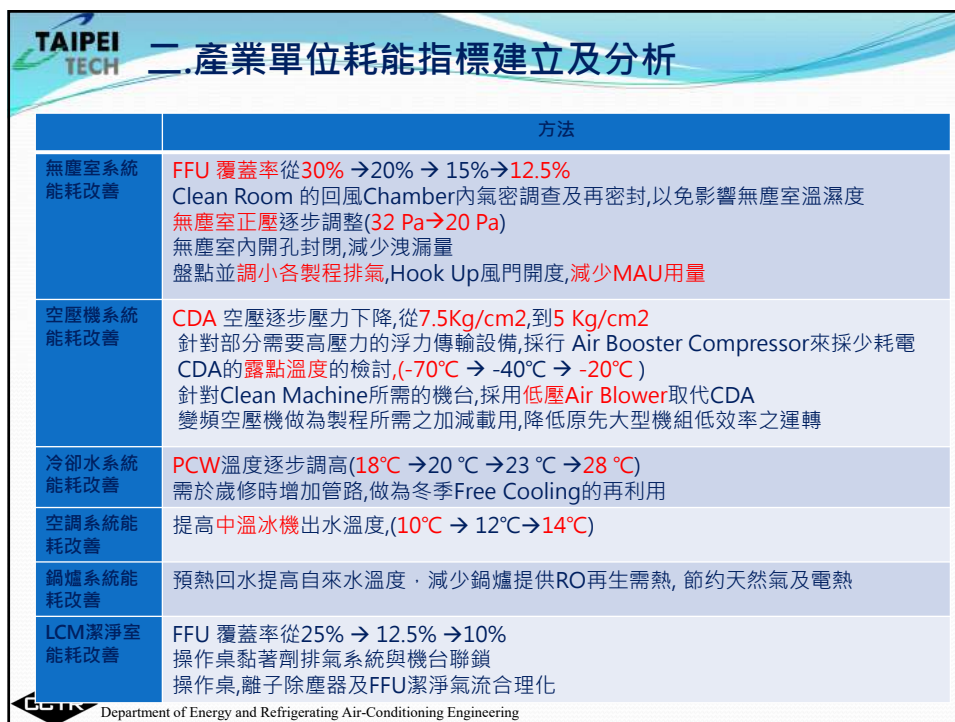 TAIPEI
TECH
二.產業單位耗能指標建立及分析
方法
無塵室系統
能耗改善
FFU 覆蓋率從30% →20% → 15%→12.5%
Clean Room 的回風Chamber內氣密調查及再密封,以免影響無塵室溫濕度
無塵室正壓逐步調整(32 Pa→20 Pa)
無塵室內開孔封閉,減少洩漏量
盤點並調小各製程排氣,Hook Up風門開度,減少MAU用量
空壓機系統
能耗改善
CDA 空壓逐步壓力下降,從7.5Kg/cm2,到5 Kg/cm2
針對部分需要高壓力的浮力傳輸設備,採行 Air Booster Compressor來採少耗電
CDA的露點溫度的檢討,(-70℃ → -40℃ → -20℃ )
針對Clean Machine所需的機台,採用低壓Air Blower取代CDA
變頻空壓機做為製程所需之加減載用,降低原先大型機組低效率之運轉
冷卻水系統
能耗改善
PCW溫度逐步調高(18℃ →20 ℃ →23 ℃ →28 ℃)
需於歲修時增加管路,做為冬季Free Cooling的再利用
空調系統能
耗改善
提高中溫冰機出水溫度,(10℃ → 12℃→14℃)
鍋爐系統能
耗改善
預熱回水提高自來水溫度，減少鍋爐提供RO再生需熱, 節約天然氣及電熱
LCM潔淨室
能耗改善
FFU 覆蓋率從25% → 12.5% →10%
操作桌黏著劑排氣系統與機台聯鎖
操作桌,離子除塵器及FFU潔淨氣流合理化
Department of Energy and Refrigerating Air-Conditioning Engineering